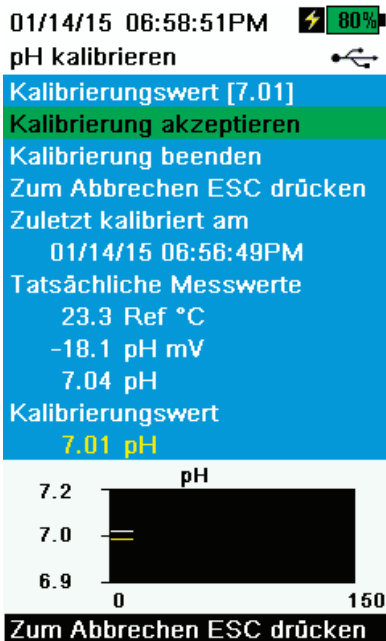 01/14/15 06:58:51PM 80%
pH kalibrieren
Kalibrierungswert [7.01]
Kalibrierung akzeptieren
Kalibrierung beenden
Zum Abbrechen ESC drücken
Zuletzt kalibriert am
01/14/15 06:56:49PM
Tatsächliche Messwerte
23.3 Ref °C
-18.1 pH mV
7.04 pH
Kalibrierungswert
7.01 pH
pH
7.2
7.0
6.9
0 150
Zum Abbrechen ESC drücken